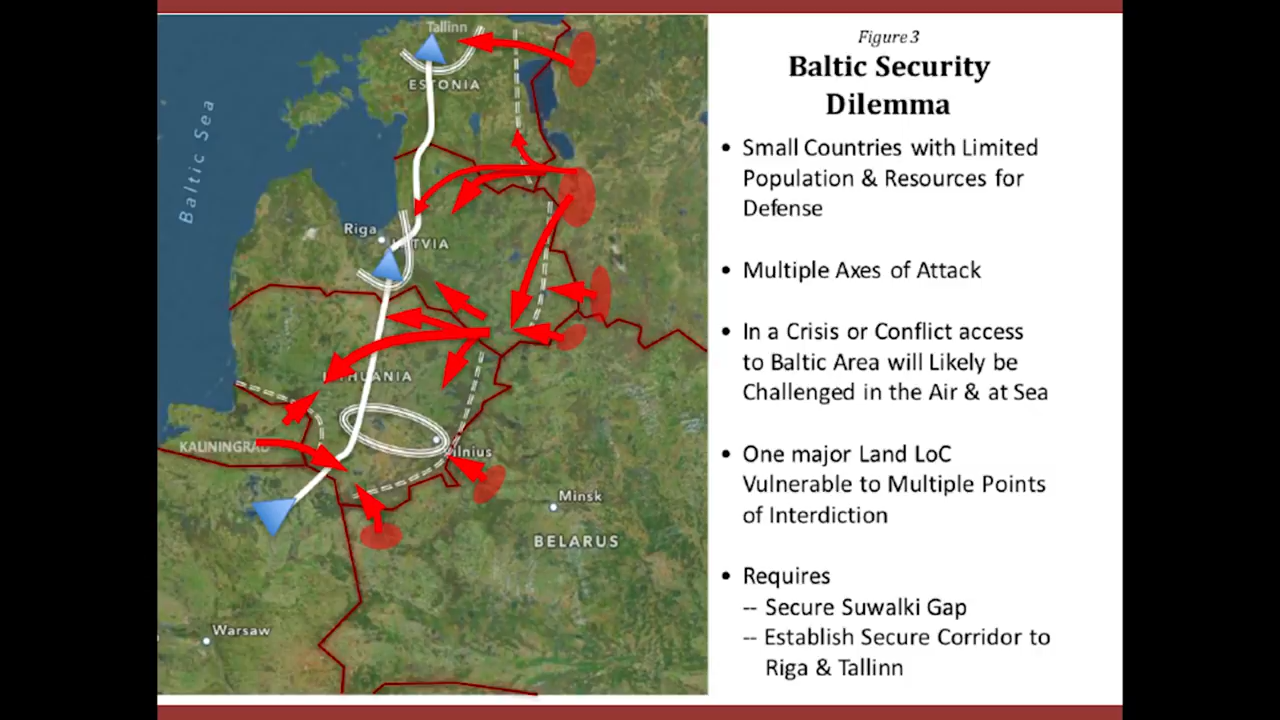 Tallinn
ESTONIA
Baltic Sea
Riga
LATVIA
LITHUANIA
KALININGRAD
Vilnius
Minsk
BELARUS
Warsaw
Figure 3
Baltic Security
Dilemma
• Small Countries with Limited
Population & Resources for
Defense
• Multiple Axes of Attack
• In a Crisis or Conflict access
to Baltic Area will Likely be
Challenged in the Air & at Sea
• One major Land LoC
Vulnerable to Multiple Points
of Interdiction
• Requires
-- Secure Suwalki Gap
-- Establish Secure Corridor to
Riga & Tallinn